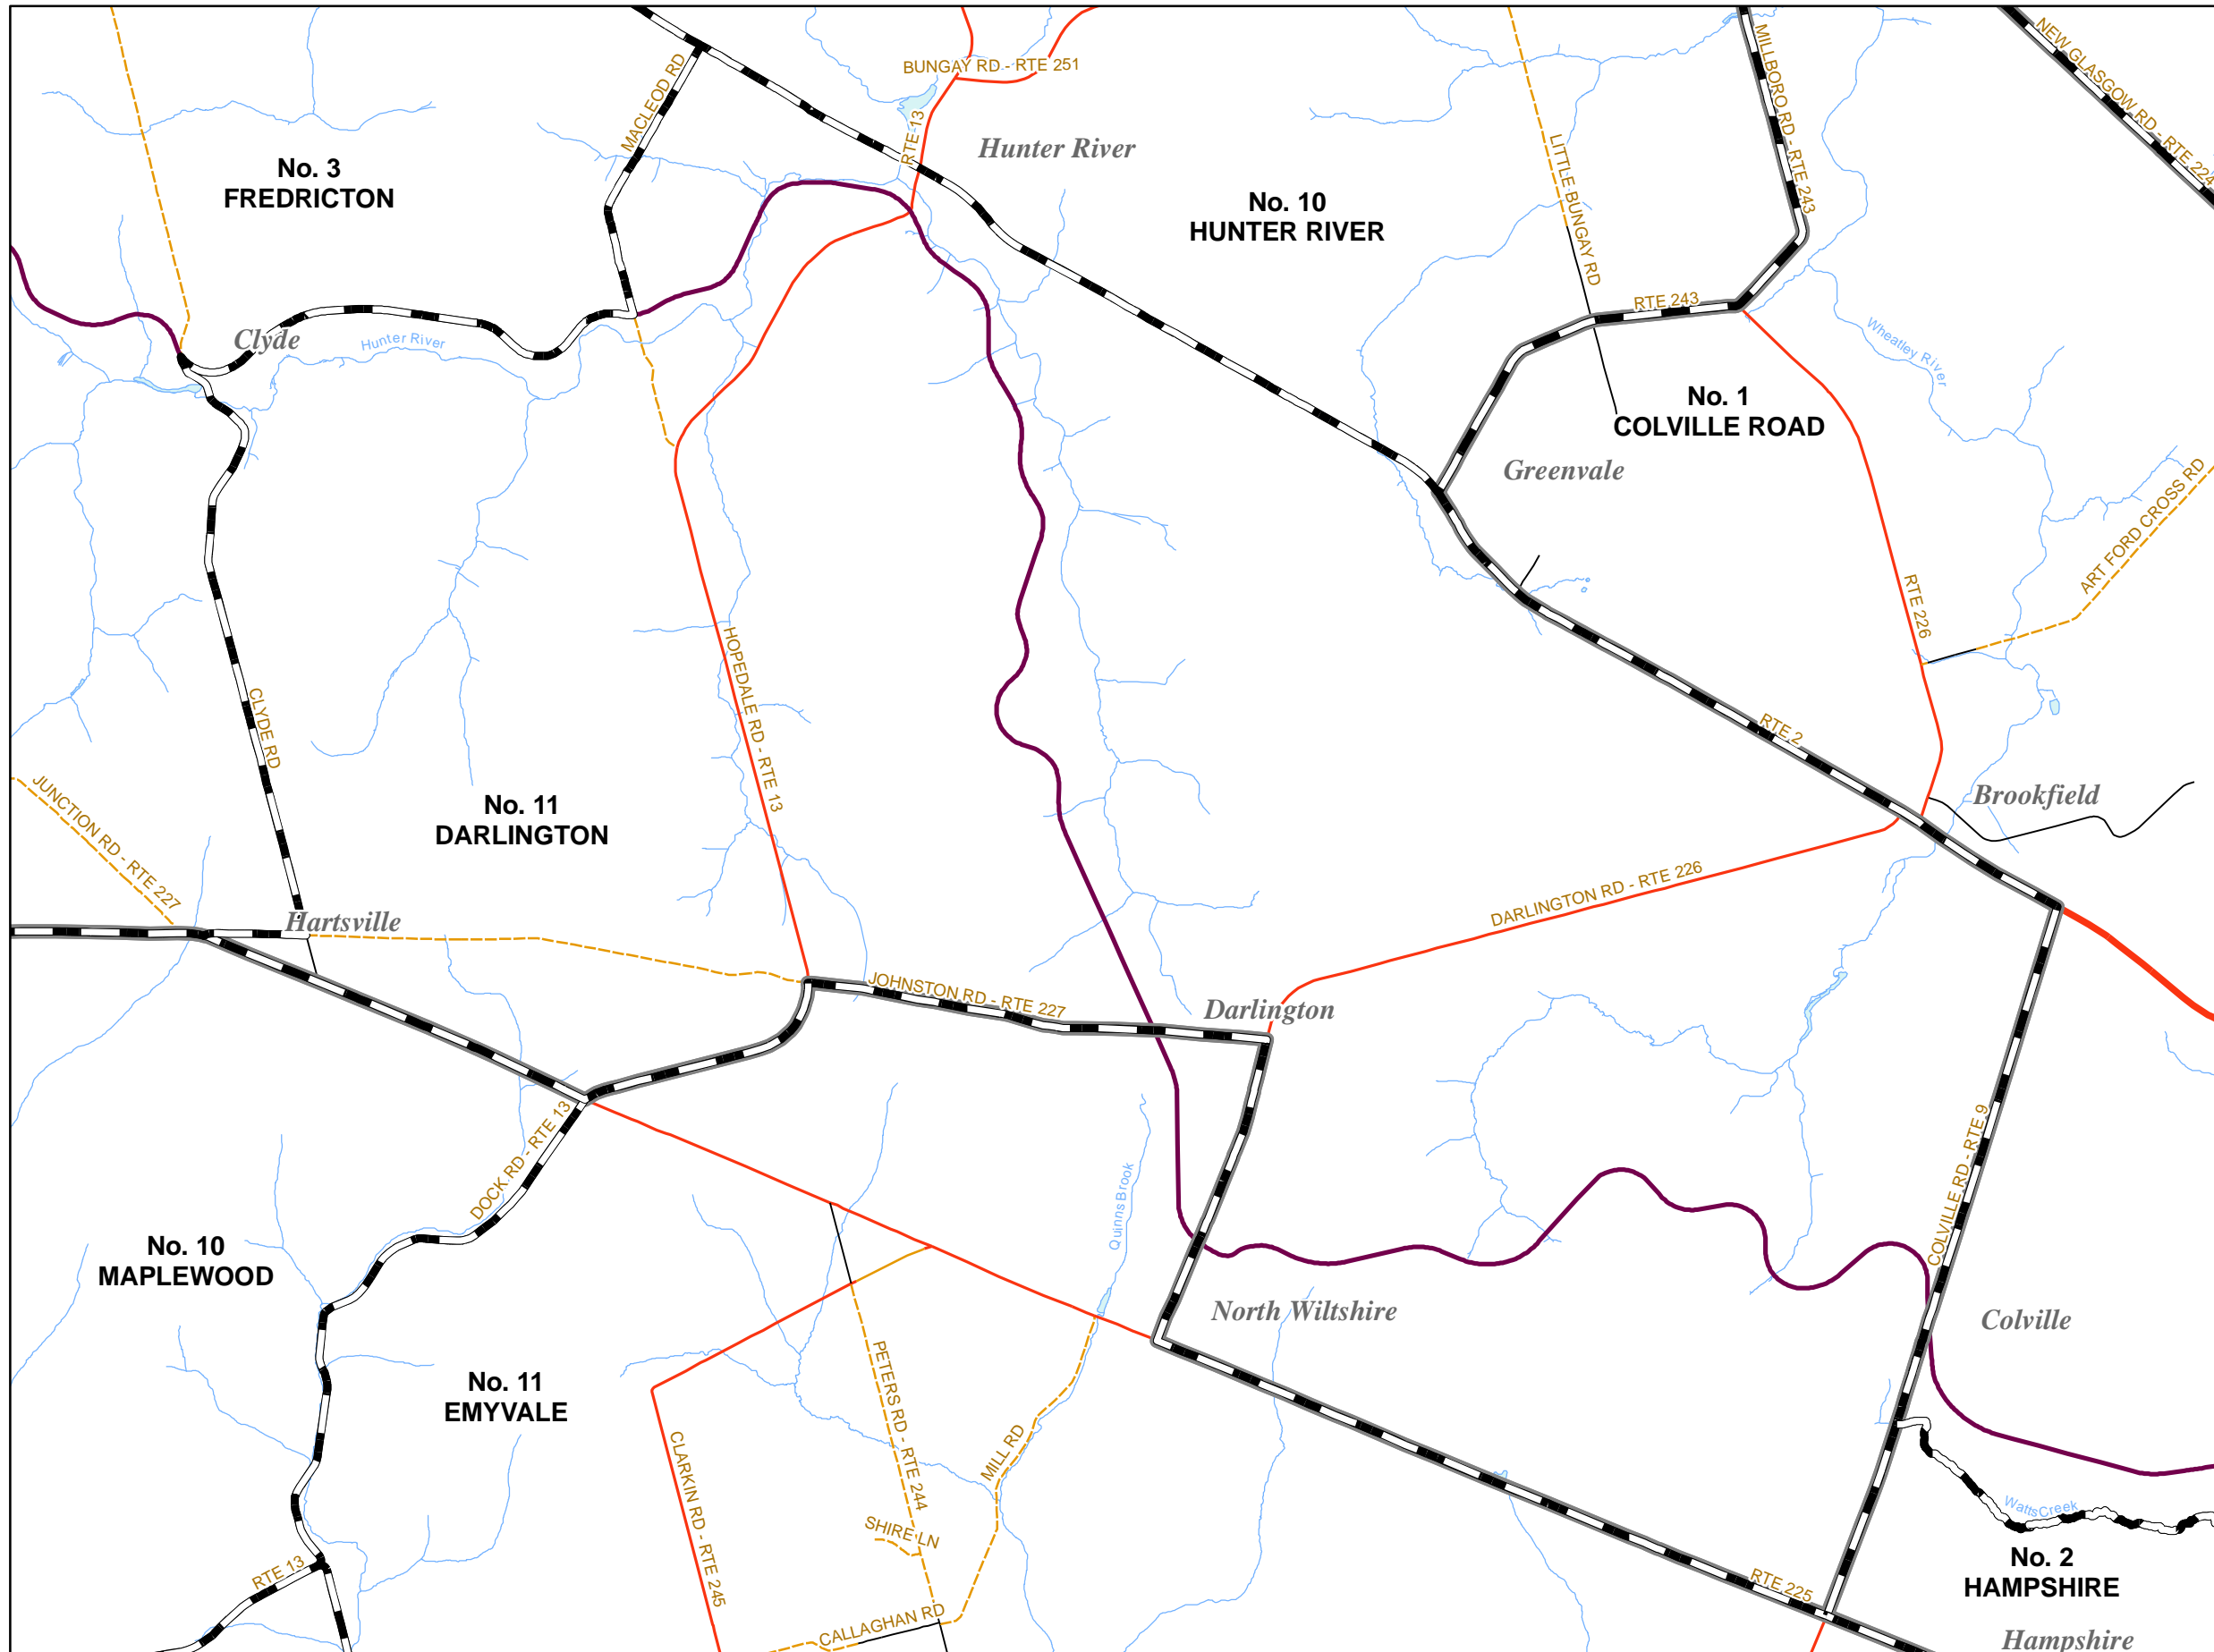 NEW GLASGOW RD - RTE 224
MILLBORO RD - RTE 243
BUNGAY RD - RTE 251
MACLEOD RD
RTE 13
Hunter River
LITTLE BUNGAY RD
No. 3
FREDRICTON
No. 10
HUNTER RIVER
RTE 243
Clyde
Hunter River
Wheatley River
No. 1
COLVILLE ROAD
Greenvale
ART FORD CROSS RD
RTE 226
HOPEDALE RD - RTE 13
CLYDE RD
RTE 2
JUNCTION RD - RTE 227
No. 11
DARLINGTON
Brookfield
DARLINGTON RD - RTE 226
Hartsville
JOHNSTON RD - RTE 227
Darlington
DOCK RD - RTE 13
COLVILLE RD - RTE 9
Quinns Brook
No. 10
MAPLEWOOD
North Wiltshire
Colville
No. 11
EMYVALE
PETERS RD - RTE 244
CLARKIN RD - RTE 245
MILL RD
Watts Creek
SHIRE LN
RTE 13
RTE 225
No. 2
HAMPSHIRE
CALLAGHAN RD
Hampshire